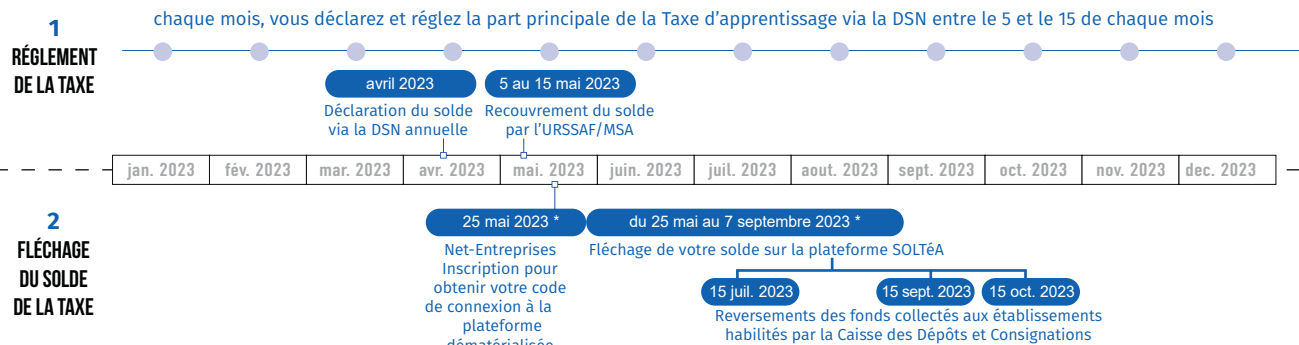 chaque mois, vous déclarez et réglez la part principale de la Taxe d’apprentissage via la DSN entre le 5 et le 15 de chaque mois
1
RÉGLEMENT
DE LA TAXE
avril 2023
Déclaration du solde
via la DSN annuelle
5 au 15 mai 2023
Recouvrement du solde
par l’URSSAF/MSA
jan. 2023 fév. 2023 mar. 2023 avr. 2023 mai. 2023 juin. 2023 juil. 2023 aout. 2023 sept. 2023 oct. 2023 nov. 2023 dec. 2023
2
FLÉCHAGE
DU SOLDE
DE LA TAXE
25 mai 2023 *
Net-Entreprises
Inscription pour
obtenir votre code
de connexion à la
plateforme
dématérialisée
du 25 mai au 7 septembre 2023 *
Fléchage de votre solde sur la plateforme SOLTéA
15 juil. 2023 15 sept. 2023 15 oct. 2023
Reversements des fonds collectés aux établissements
habilités par la Caisse des Dépôts et Consignations